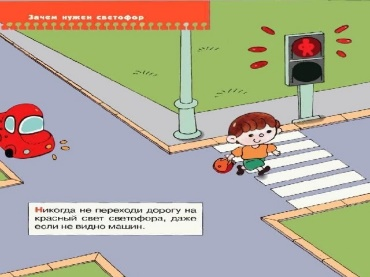 Зачем нужен светофор
Никогда не переходи дорогу на
красный свет светофора, даже
если не видно машин.